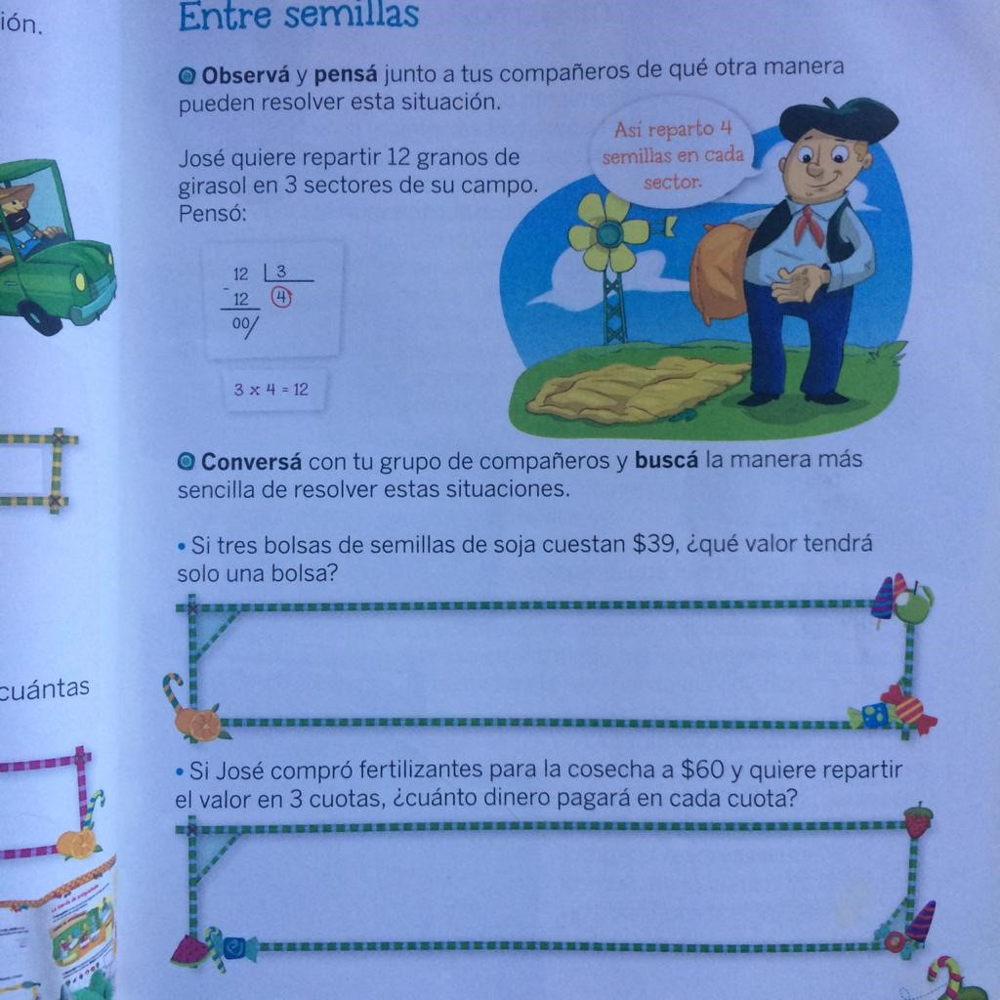 ión.
cuántas
Entre semillas
Observá y pensá junto a tus compañeros de qué otra manera
pueden resolver esta situación.
José quiere repartir 12 granos de
girasol en 3 sectores de su campo.
Pensó:
Así reparto 4
semillas en cada
sector.
12 3
- 12 4
00/
3 x 4 = 12
Conversá con tu grupo de compañeros y buscá la manera más
sencilla de resolver estas situaciones.
• Si tres bolsas de semillas de soja cuestan $39, ¿qué valor tendrá
solo una bolsa?
• Si José compró fertilizantes para la cosecha a $60 y quiere repartir
el valor en 3 cuotas, ¿cuánto dinero pagará en cada cuota?